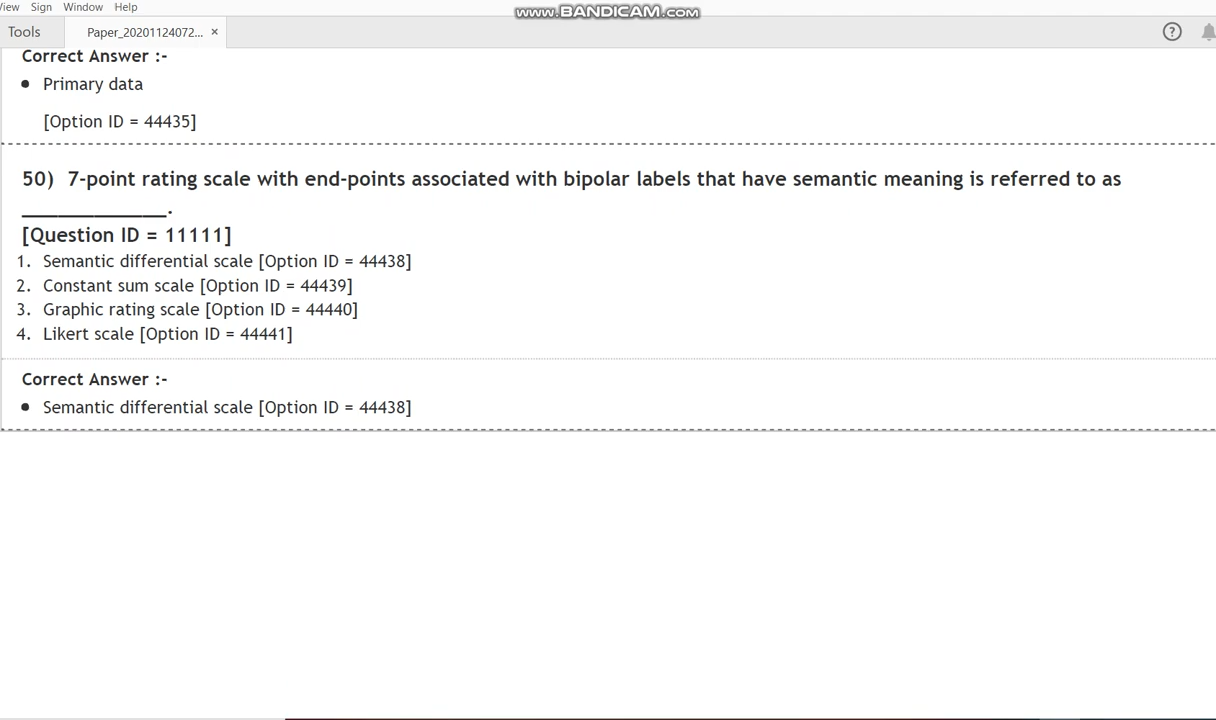 View Sign Window Help
www.BANDICAM.com
Tools Paper_20201124072... × ?
Correct Answer :-
• Primary data
[Option ID = 44435]
50) 7-point rating scale with end-points associated with bipolar labels that have semantic meaning is referred to as
____________.
[Question ID = 11111]
1. Semantic differential scale [Option ID = 44438]
2. Constant sum scale [Option ID = 44439]
3. Graphic rating scale [Option ID = 44440]
4. Likert scale [Option ID = 44441]
Correct Answer :-
• Semantic differential scale [Option ID = 44438]